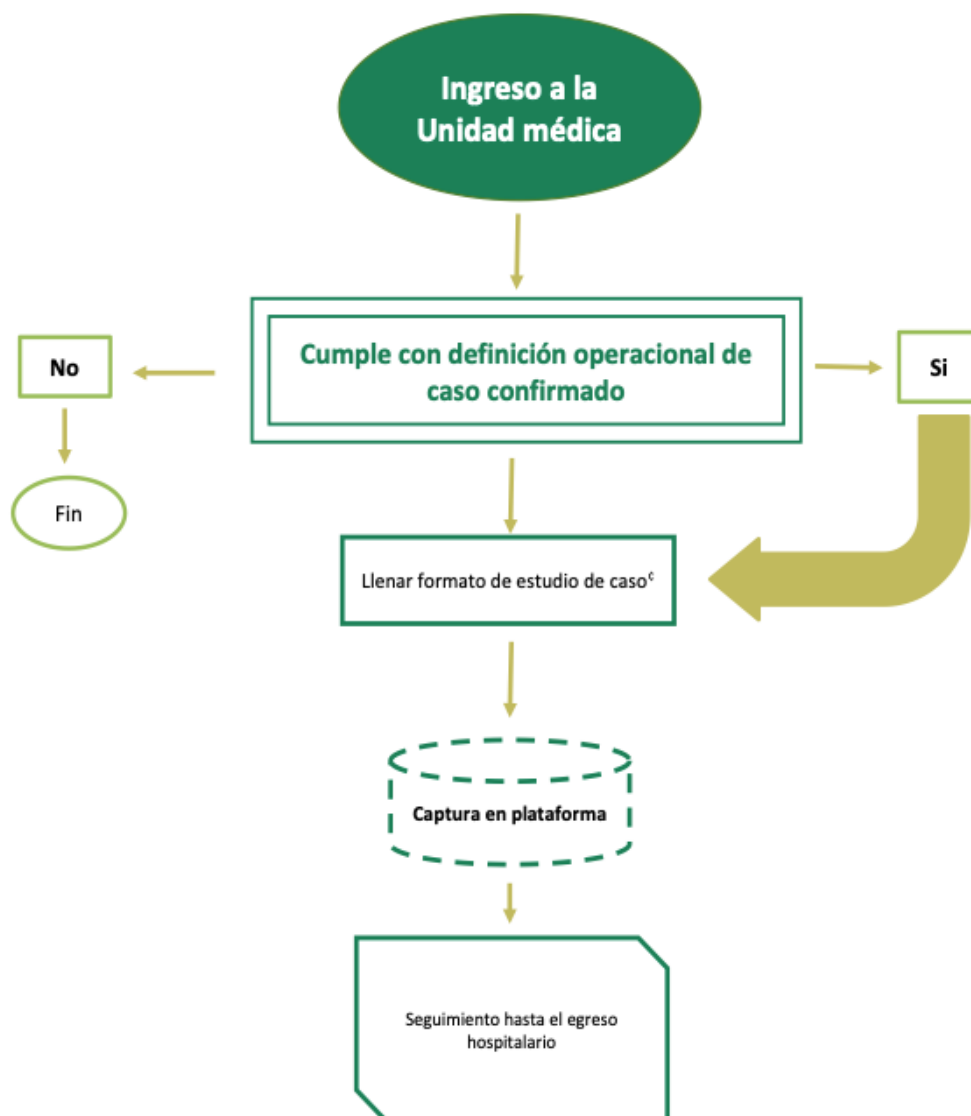 Ingreso a la
Unidad médica
Cumple con definición operacional de
caso confirmado
No
Si
Fin
Llenar formato de estudio de caso¢
Captura en plataforma
Seguimiento hasta el egreso
hospitalario